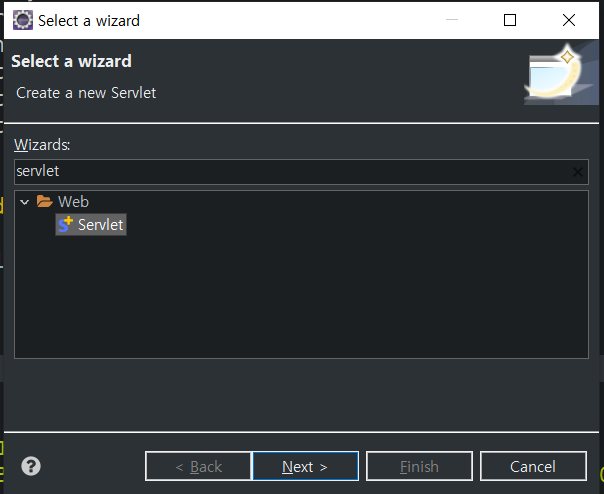 Select a wizard
Select a wizard
Create a new Servlet
Wizards:
servlet
Web
Servlet
?
< Back
Next >
Finish
Cancel